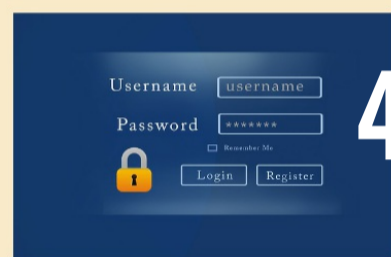 Username username
Password *******
Remember Me
Login Register
4